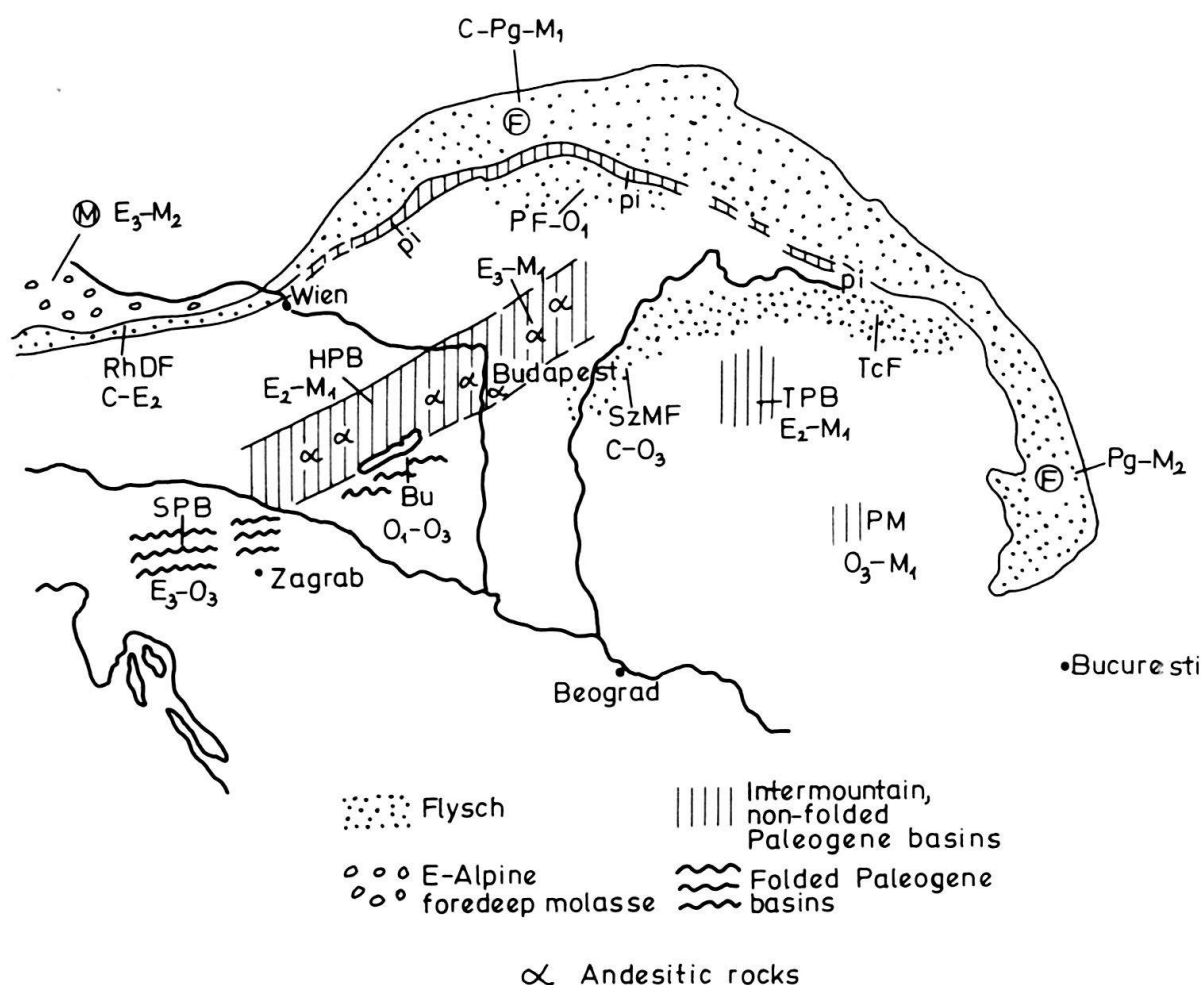 C-Pg-M₁
F
pi
PF-O₁
pi
M E₃-M₂
E₃-M₁
α
α
Wien
pi
RhDF
C-E₂
HPB
E₂-M₁
Budapest
α
α
α
α
α
SzMF
C-O₃
TPB
E₂-M₁
TcF
F
Pg-M₂
Bu
O₁-O₃
SPB
E₃-O₃
Zagrab
PM
O₃-M₁
Beograd
Bucuresti
Flysch
Intermountain,
non-folded
Paleogene basins
E-Alpine
foredeep molasse
Folded Paleogene
basins
α Andesitic rocks